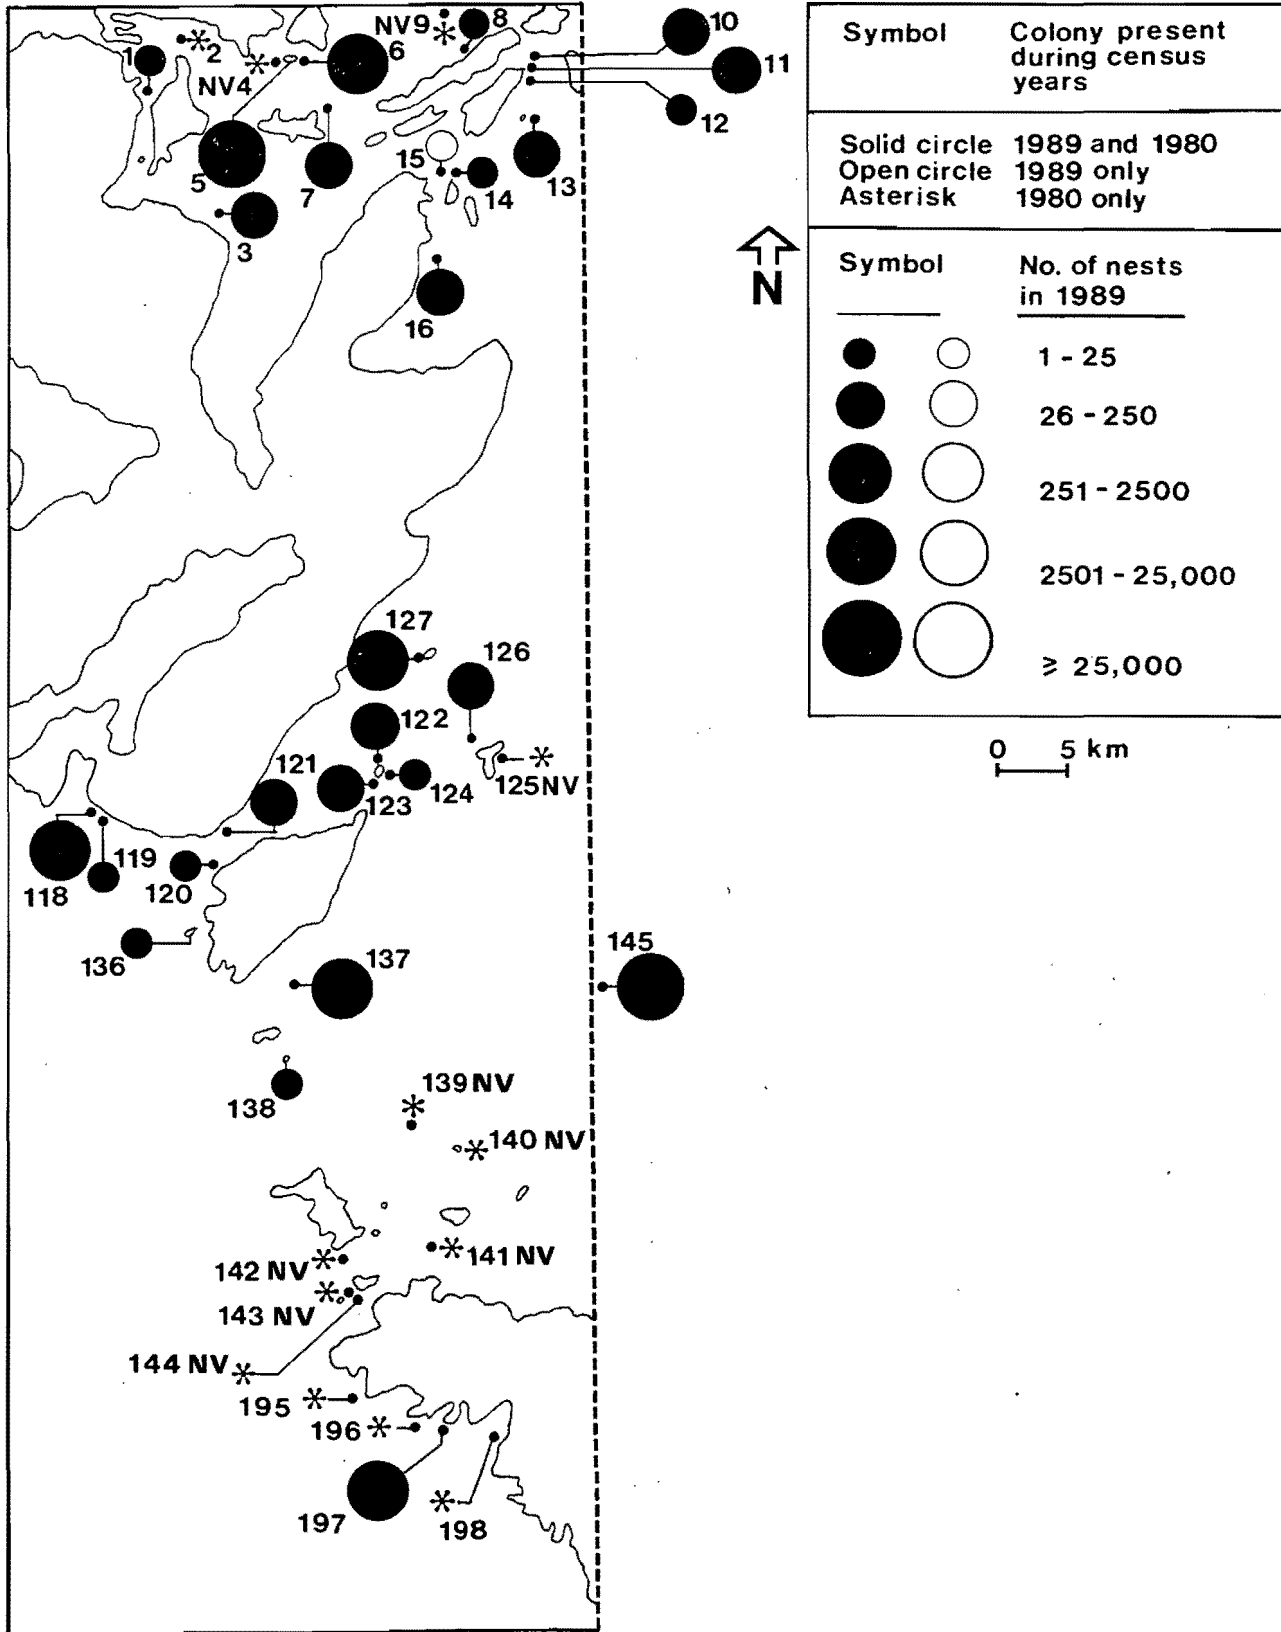 NV9
8
10
1
2
6
11
NV4
12
15
5
7
14
13
3
16
127
126
122
121
123
124
125NV
118
119
120
136
137
145
138
139NV
140 NV
141 NV
142 NV
143 NV
144 NV
195
196
197
198
N
Symbol Colony present
during census
years
Solid circle 1989 and 1980
Open circle 1989 only
Asterisk 1980 only
Symbol No. of nests
in 1989
1 - 25
26 - 250
251 - 2500
2501 - 25,000
⩾ 25,000
0 5 km